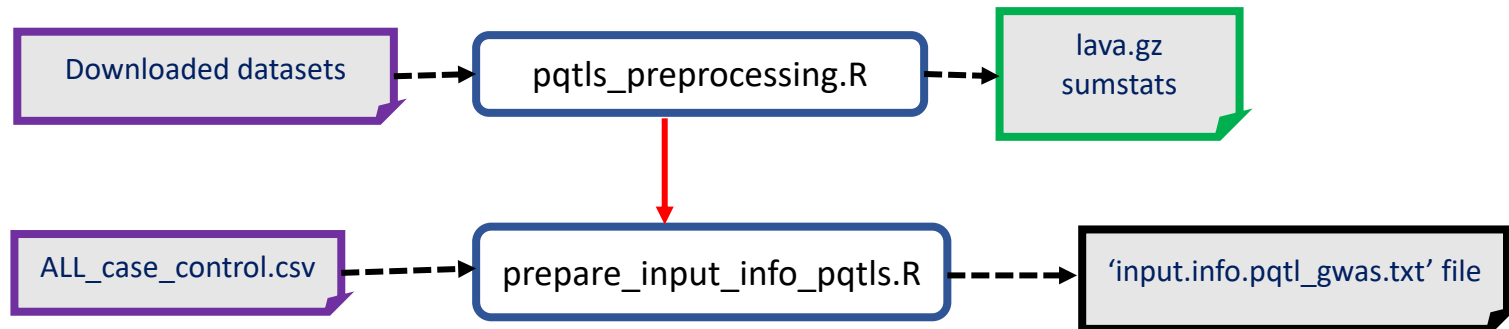 Downloaded datasets
pqtls_preprocessing.R
lava.gz
sumstats
ALL_case_control.csv
prepare_input_info_pqtls.R
‘input.info.pqtl_gwas.txt’ file